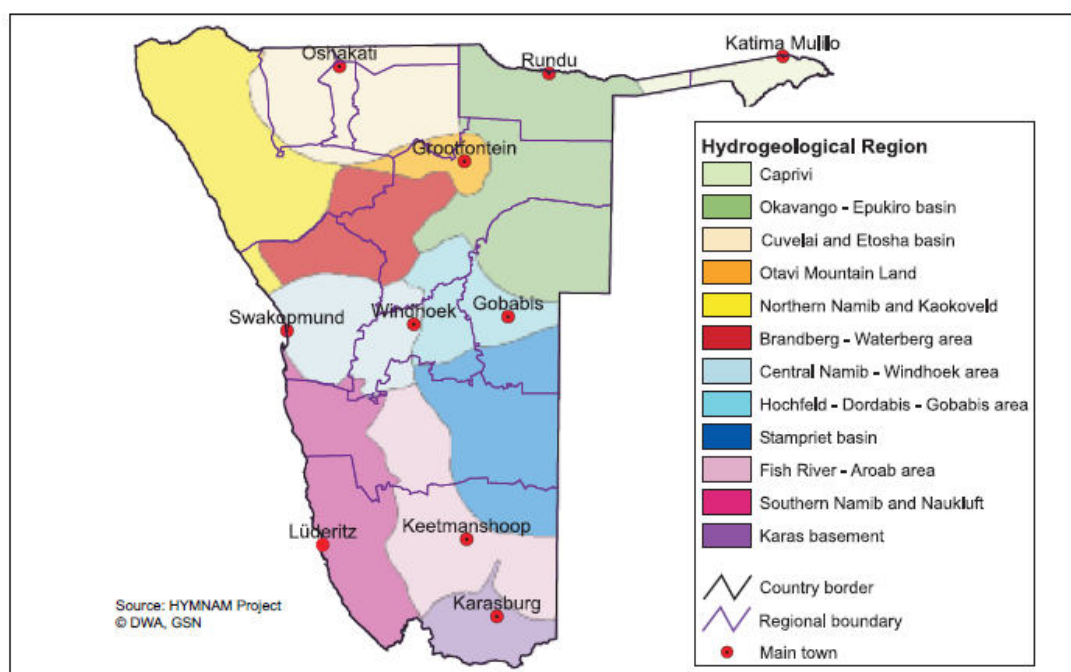 Oshakati
Rundu
Katima Mulilo
Grootfontein
Swakopmund
Windhoek
Gobabis
Lüderitz
Keetmanshoop
Karasburg
Source: HYMNAM Project
© DWA, GSN
Hydrogeological Region
Caprivi
Okavango - Epukiro basin
Cuvelai and Etosha basin
Otavi Mountain Land
Northern Namib and Kaokoveld
Brandberg - Waterberg area
Central Namib - Windhoek area
Hochfeld - Dordabis - Gobabis area
Stampriet basin
Fish River - Aroab area
Southern Namib and Naukluft
Karas basement
Country border
Regional boundary
Main town